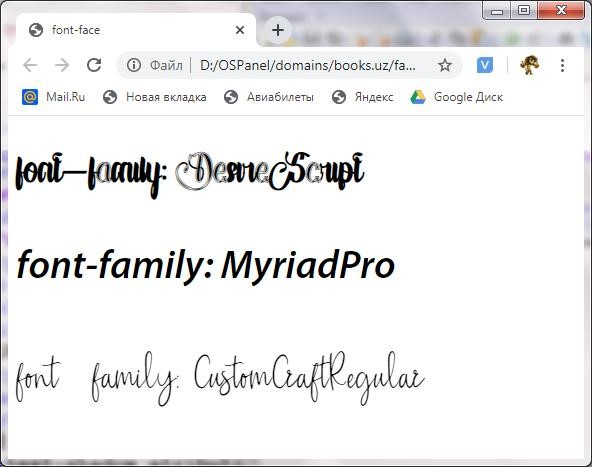 font-face
Файл D:/OSPanel/domains/books.uz/fa...
Mail.Ru Новая вкладка Авиабилеты Яндекс Google Диск
font-family: DesireScript
font-family: MyriadPro
font family: CustomCraftRegular